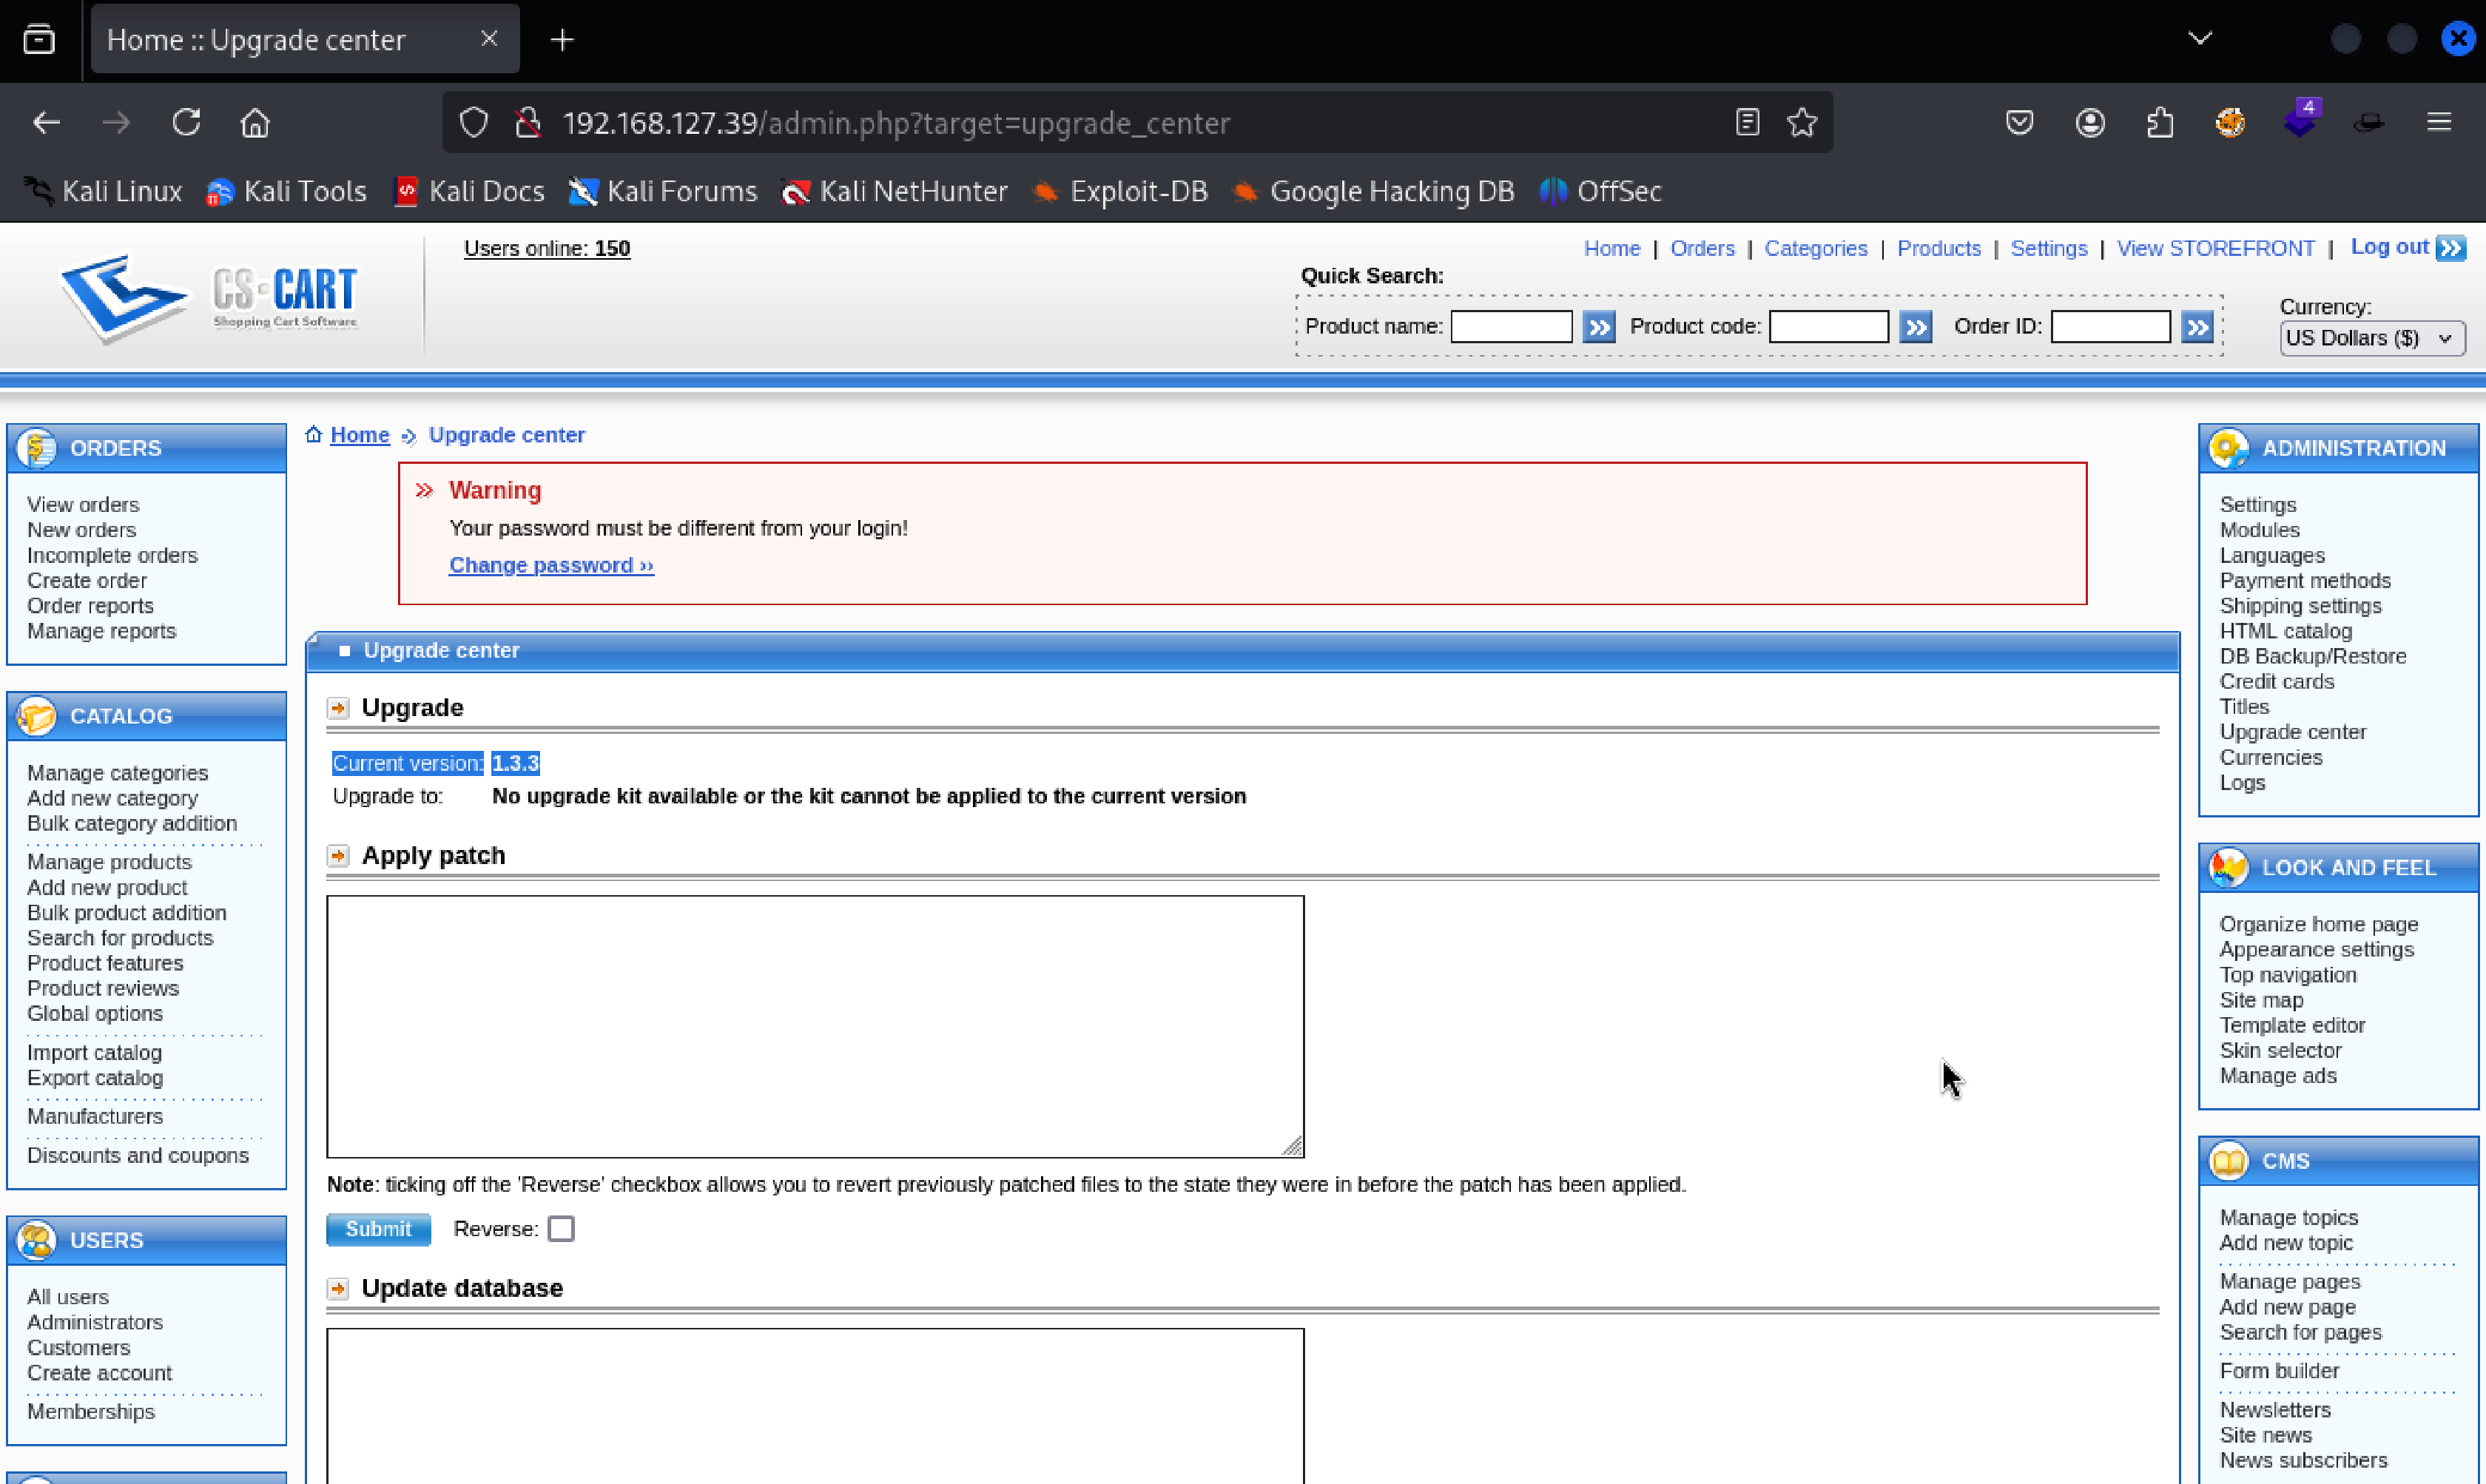 Home :: Upgrade center
192.168.127.39/admin.php?target=upgrade_center
4
Kali Linux Kali Tools Kali Docs Kali Forums Kali NetHunter Exploit-DB Google Hacking DB OffSec
CS-CART
Shopping Cart Software
Users online: 150
Home | Orders | Categories | Products | Settings | View STOREFRONT | Log out
Quick Search:
Product name: Product code: Order ID:
Currency:
US Dollars ($)
ORDERS
View orders
New orders
Incomplete orders
Create order
Order reports
Manage reports
CATALOG
Manage categories
Add new category
Bulk category addition
Manage products
Add new product
Bulk product addition
Search for products
Product features
Product reviews
Global options
Import catalog
Export catalog
Manufacturers
Discounts and coupons
USERS
All users
Administrators
Customers
Create account
Memberships
Home Upgrade center
Warning
Your password must be different from your login!
Change password ››
Upgrade center
Upgrade
Current version: 1.3.3
Upgrade to: No upgrade kit available or the kit cannot be applied to the current version
Apply patch
Note: ticking off the 'Reverse' checkbox allows you to revert previously patched files to the state they were in before the patch has been applied.
Submit Reverse:
Update database
ADMINISTRATION
Settings
Modules
Languages
Payment methods
Shipping settings
HTML catalog
DB Backup/Restore
Credit cards
Titles
Upgrade center
Currencies
Logs
LOOK AND FEEL
Organize home page
Appearance settings
Top navigation
Site map
Template editor
Skin selector
Manage ads
CMS
Manage topics
Add new topic
Manage pages
Add new page
Search for pages
Form builder
Newsletters
Site news
News subscribers